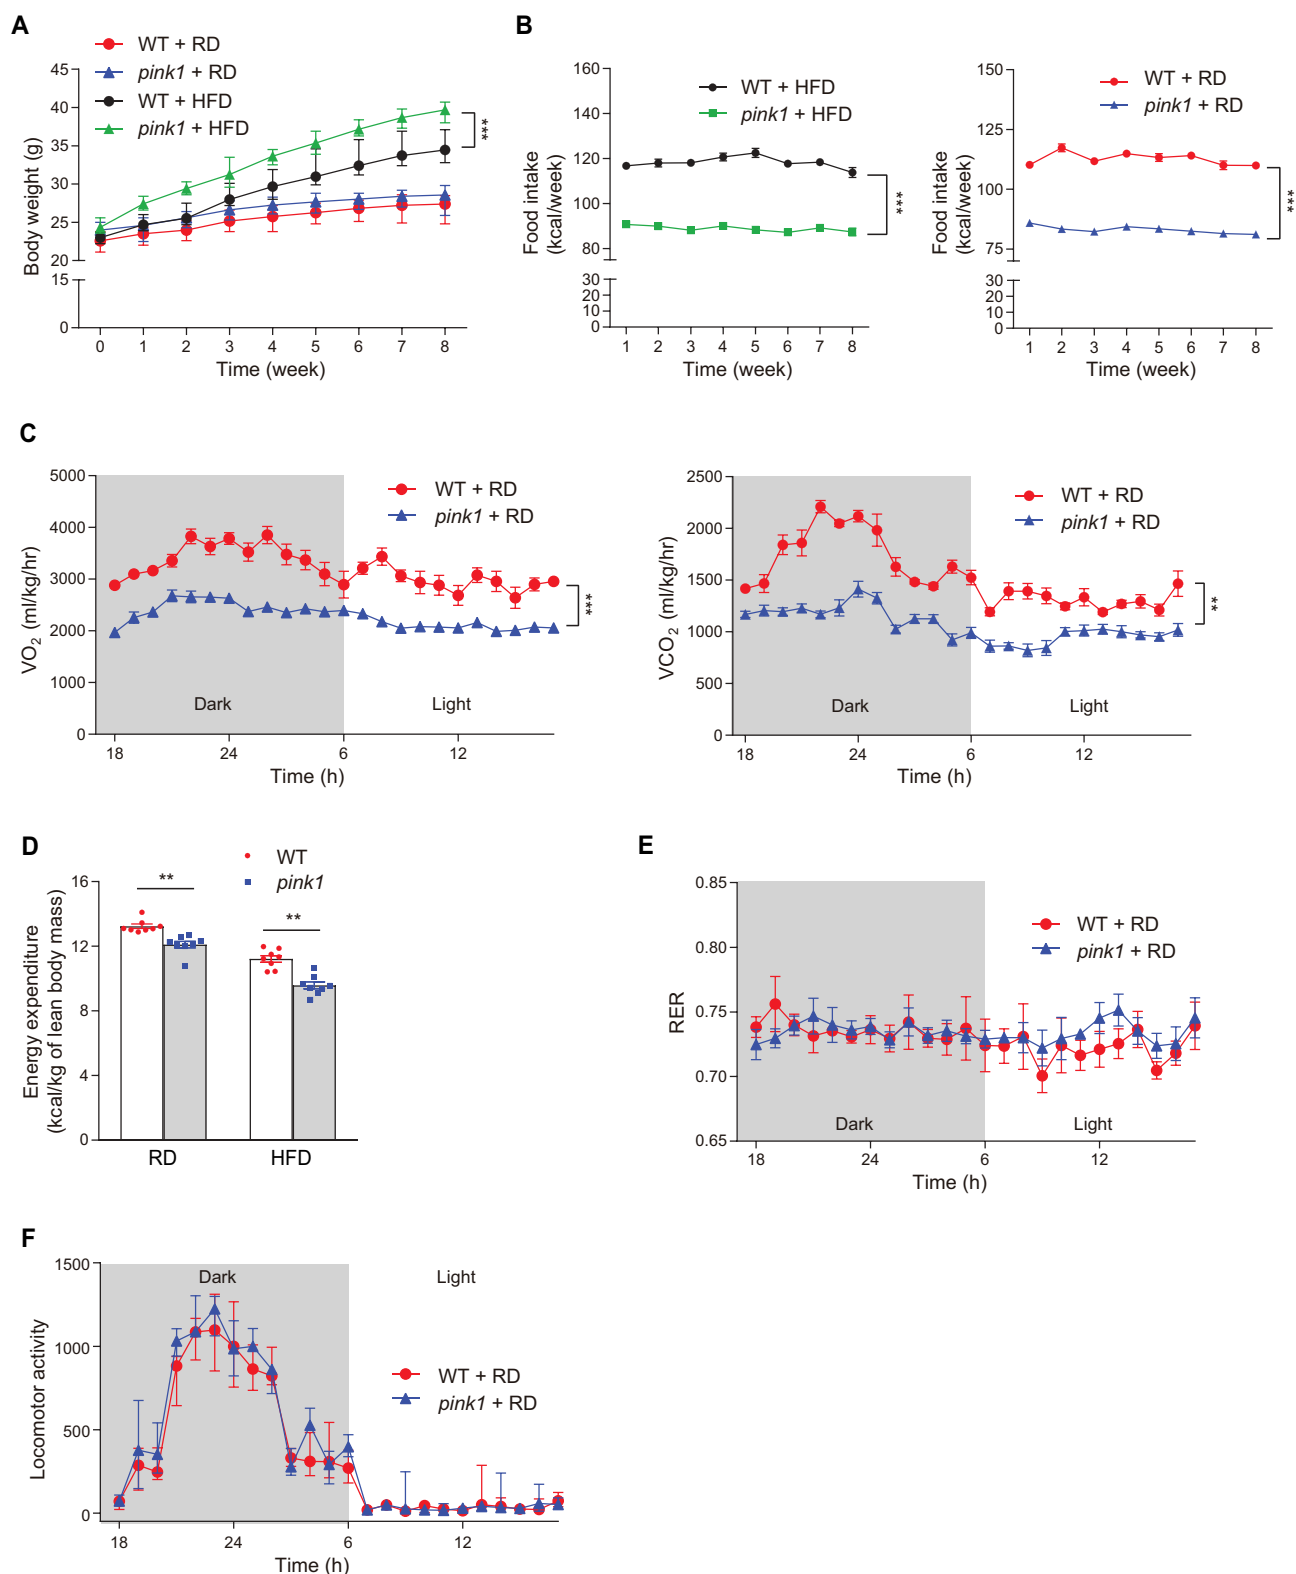 A
WT + RD
pink1 + RD
WT + HFD
pink1 + HFD
Body weight (g)
45
40
35
30
25
20
15
0
***
0 1 2 3 4 5 6 7 8
Time (week)
B
WT + HFD
pink1 + HFD
Food intake
(kcal/week)
160
140
120
100
80
30
20
10
0
***
1 2 3 4 5 6 7 8
Time (week)
WT + RD
pink1 + RD
Food intake
(kcal/week)
150
125
100
75
30
20
10
0
***
1 2 3 4 5 6 7 8
Time (week)
C
WT + RD
pink1 + RD
VO2 (ml/kg/hr)
5000
4000
3000
2000
1000
0
***
Dark Light
18 24 6 12
Time (h)
WT + RD
pink1 + RD
VCO2 (ml/kg/hr)
2500
2000
1500
1000
500
0
**
Dark Light
18 24 6 12
Time (h)
D
WT
pink1
Energy expenditure
(kcal/kg of lean body mass)
16
12
8
4
0
**
**
RD HFD
E
WT + RD
pink1 + RD
RER
0.85
0.80
0.75
0.70
0.65
Dark Light
18 24 6 12
Time (h)
F
Dark Light
WT + RD
pink1 + RD
Locomotor activity
1500
1000
500
0
18 24 6 12
Time (h)